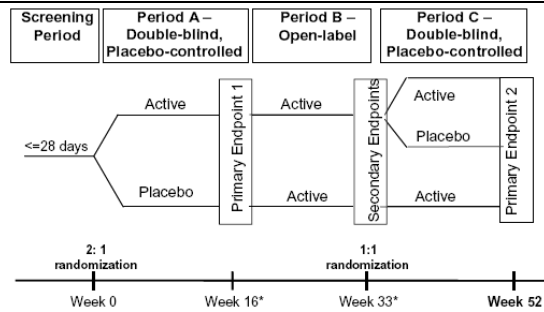 Screening
Period
Period A –
Double-blind,
Placebo-controlled
Period B –
Open-label
Period C –
Double-blind,
Placebo-controlled
<=28 days
Active
Placebo
Primary Endpoint 1
Active
Active
Secondary Endpoints
Active
Placebo
Active
Primary Endpoint 2
2: 1
randomization
1:1
randomization
Week 0
Week 16*
Week 33*
Week 52